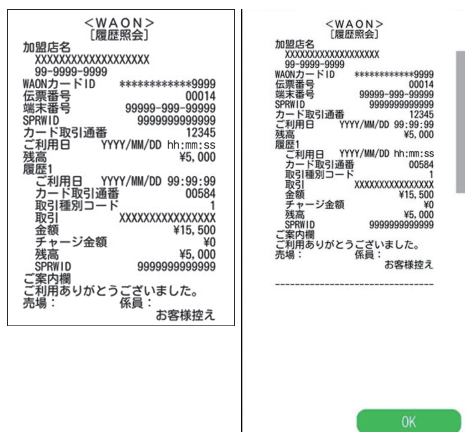 <WAON>
[履歴照会]
加盟店名
XXXXXXXXXXXXXXXXXXX
99-9999-9999
WAONカードID ************9999
伝票番号 00014
端末番号 99999-999-99999
SPRWID 9999999999999
カード取引通番 12345
ご利用日 YYYY/MM/DD hh:mm:ss
残高 ¥5,000
履歴1
ご利用日 YYYY/MM/DD 99:99:99
カード取引通番 00584
取引種別コード 1
取引 XXXXXXXXXXXXXXXX
金額 ¥15,500
チャージ金額 ¥0
残高 ¥5,000
SPRWID 9999999999999
ご案内欄
ご利用ありがとうございました。
売場： 係員：
お客様控え
<WAON>
[履歴照会]
加盟店名
XXXXXXXXXXXXXXXXXXX
99-9999-9999
WAONカードID ************9999
伝票番号 00014
端末番号 99999-999-99999
SPRWID 9999999999999
カード取引通番 12345
ご利用日 YYYY/MM/DD 99:99:99
残高 ¥5,000
履歴1
ご利用日 YYYY/MM/DD hh:mm:ss
カード取引通番 00584
取引種別コード 1
取引 XXXXXXXXXXXXXXXX
金額 ¥15,500
チャージ金額 ¥0
残高 ¥5,000
SPRWID 9999999999999
ご案内欄
ご利用ありがとうございました。
売場： 係員：
お客様控え
--------------------------------
OK